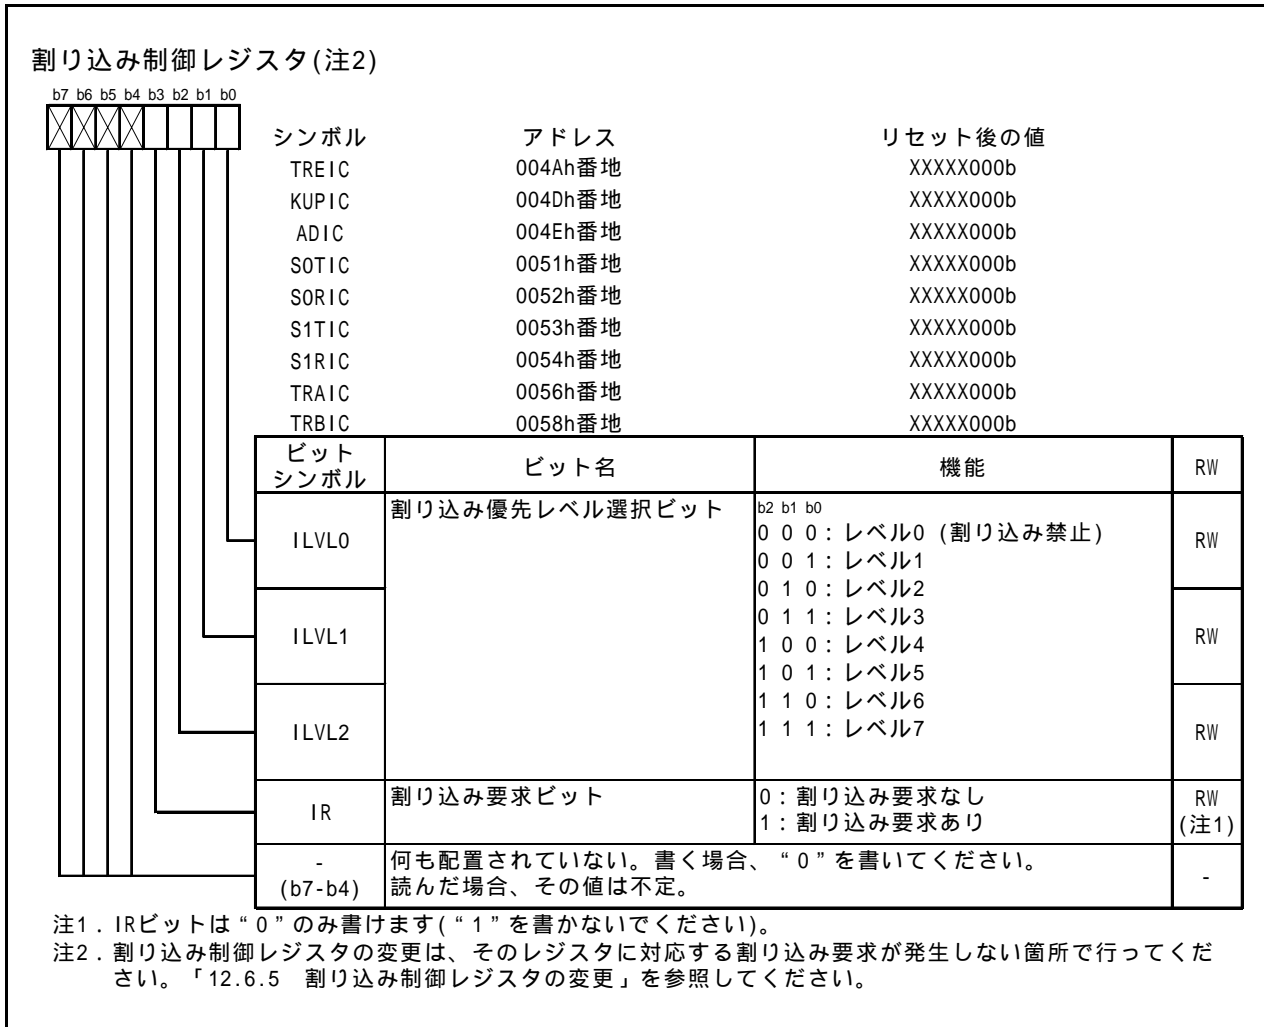 割り込み制御レジスタ(注2)
b7 b6 b5 b4 b3 b2 b1 b0
シンボル アドレス リセット後の値
TREIC 004Ah番地 XXXXX000b
KUPIC 004Dh番地 XXXXX000b
ADIC 004Eh番地 XXXXX000b
S0TIC 0051h番地 XXXXX000b
S0RIC 0052h番地 XXXXX000b
S1TIC 0053h番地 XXXXX000b
S1RIC 0054h番地 XXXXX000b
TRAIC 0056h番地 XXXXX000b
TRBIC 0058h番地 XXXXX000b
ビット
シンボル ビット名 機能 RW
ILVL0 割り込み優先レベル選択ビット RW
b2 b1 b0
0 0 0：レベル0 (割り込み禁止)
0 0 1：レベル1
0 1 0：レベル2
0 1 1：レベル3
1 0 0：レベル4
1 0 1：レベル5
1 1 0：レベル6
1 1 1：レベル7
ILVL1 RW
ILVL2 RW
IR 割り込み要求ビット 0：割り込み要求なし RW
1：割り込み要求あり (注1)
- 何も配置されていない。書く場合、“0”を書いてください。 -
(b7-b4) 読んだ場合、その値は不定。
注1．IRビットは“0”のみ書けます(“1”を書かないでください)。
注2．割り込み制御レジスタの変更は、そのレジスタに対応する割り込み要求が発生しない箇所で行ってくだ
さい。「12.6.5　割り込み制御レジスタの変更」を参照してください。